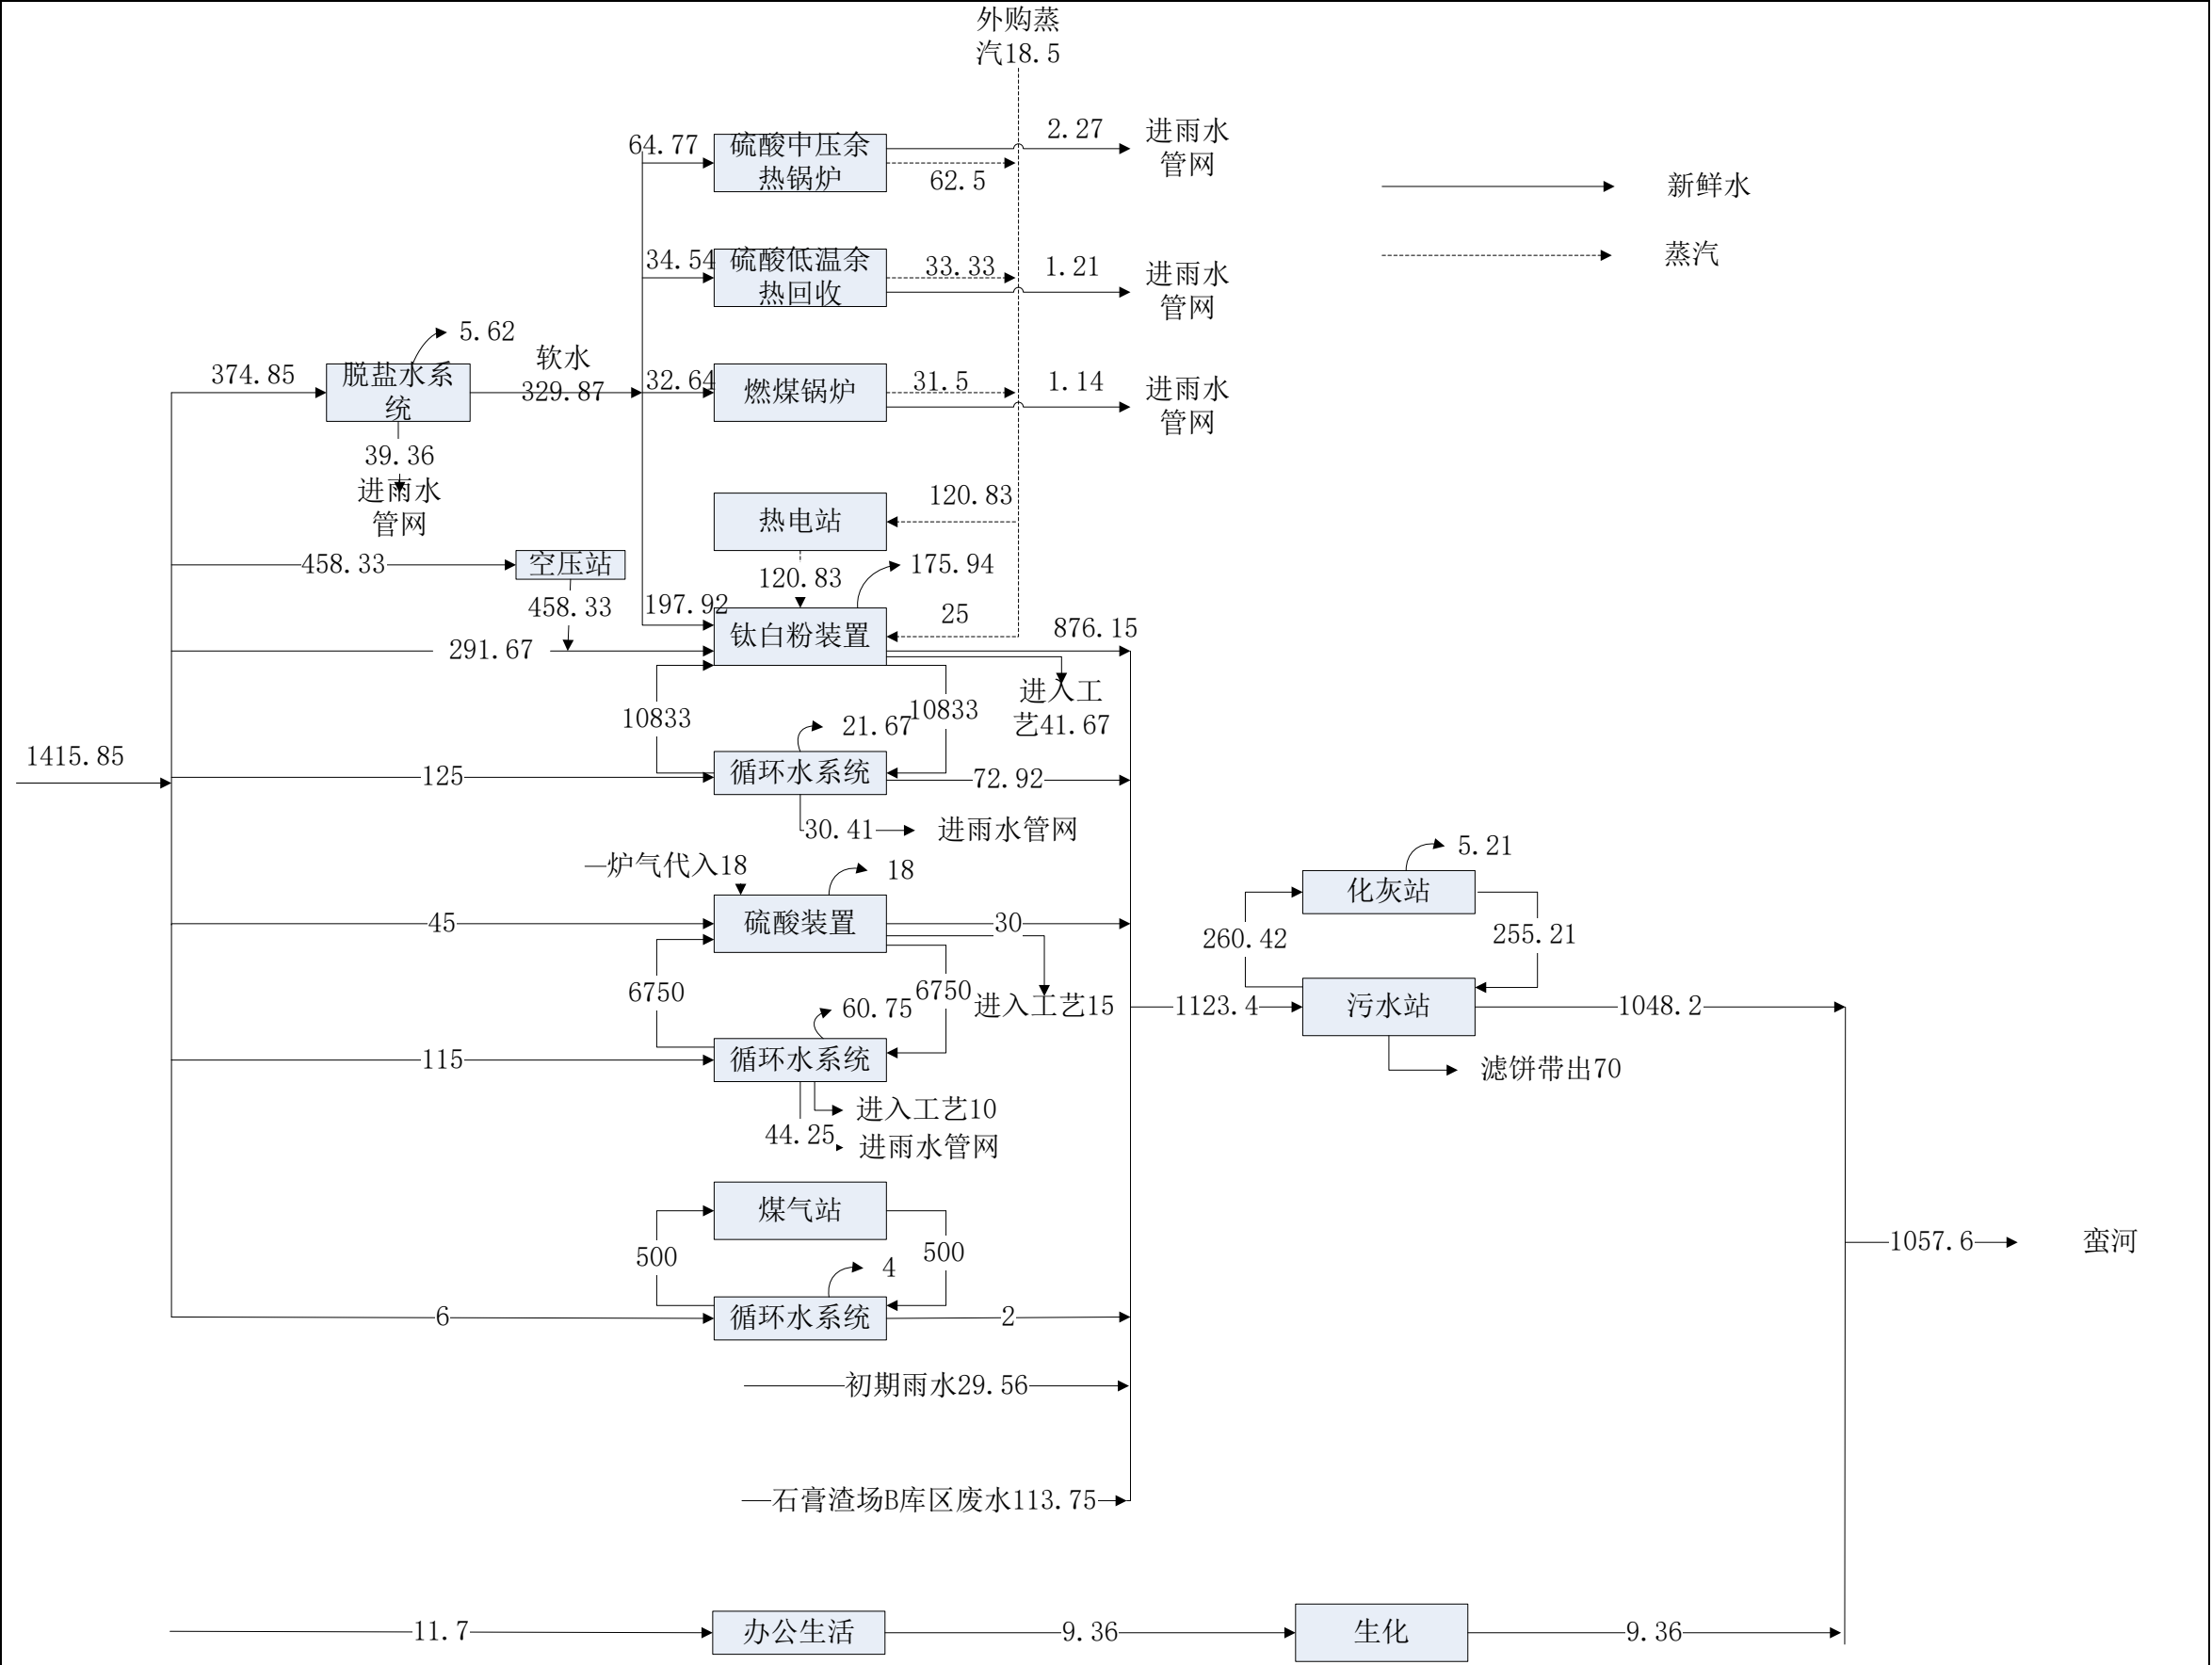 外购蒸
汽18.5
64.77
硫酸中压余
热锅炉
2.27
62.5
进雨水
管网
新鲜水
34.54
硫酸低温余
热回收
33.33
1.21
进雨水
管网
蒸汽
5.62
374.85
脱盐水系
统
软水
329.87
32.64
燃煤锅炉
31.5
1.14
进雨水
管网
39.36
进雨水
管网
热电站
120.83
458.33
空压站
458.33
120.83
175.94
197.92
钛白粉装置
25
876.15
291.67
进入工
艺41.67
10833
10833
21.67
1415.85
125
循环水系统
72.92
30.41
进雨水管网
炉气代入18
18
45
硫酸装置
30
6750
6750
进入工艺15
60.75
115
循环水系统
进入工艺10
44.25
进雨水管网
5.21
化灰站
260.42
255.21
1123.4
污水站
1048.2
滤饼带出70
煤气站
500
500
4
6
循环水系统
2
1057.6
蛮河
初期雨水29.56
石膏渣场B库区废水113.75
11.7
办公生活
9.36
生化
9.36